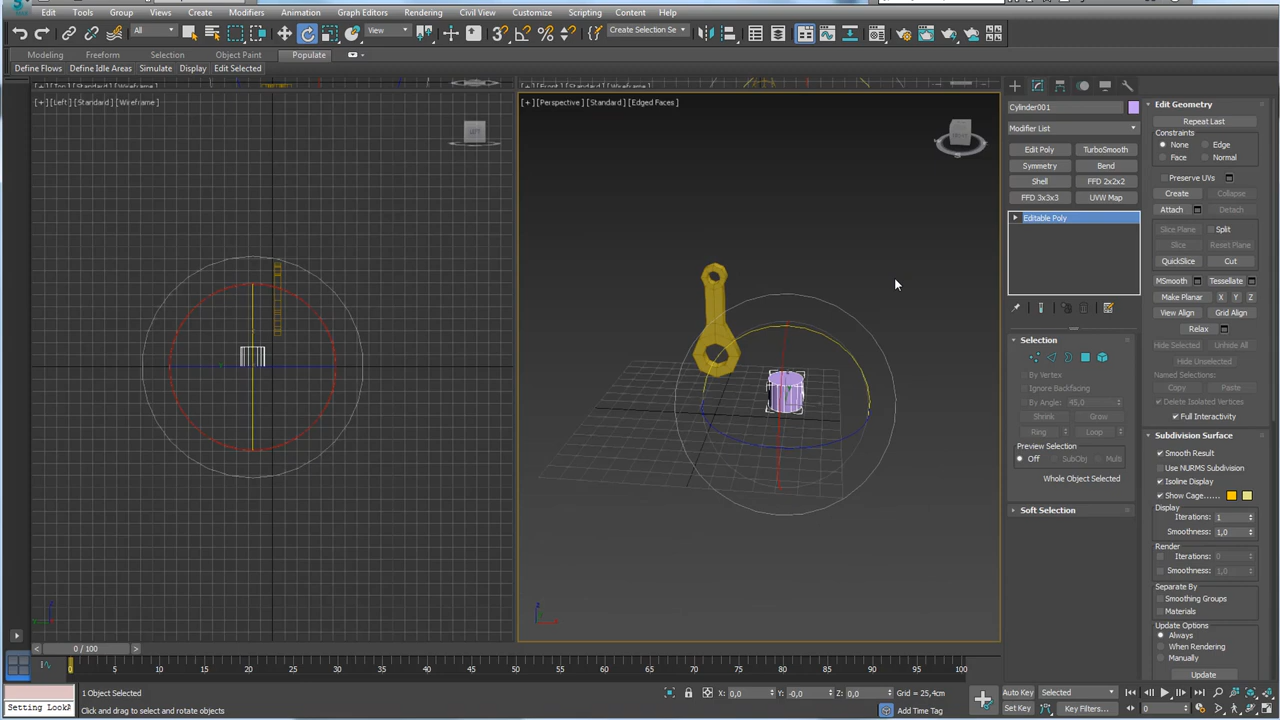 Edit Tools Group Views Create Modifiers Animation Graph Editors Rendering Civil View Customize Scripting Content Help
All View Create Selection Se
Modeling Freeform Selection Object Paint Populate
Define Flows Define Idle Areas Simulate Display Edit Selected
[+] [Left] [Standard] [Wireframe]
[+] [Perspective] [Standard] [Edged Faces]
LEFT
Cylinder001
Modifier List
Edit Poly TurboSmooth
Symmetry Bend
Shell FFD 2x2x2
FFD 3x3x3 UVW Map
Editable Poly
Selection
By Vertex
Ignore Backfacing
By Angle: 45,0
Shrink Grow
Ring Loop
Preview Selection
Off SubObj Multi
Whole Object Selected
Soft Selection
Edit Geometry
Repeat Last
Constraints
None Edge
Face Normal
Preserve UVs
Create Collapse
Attach Detach
Slice Plane Split
Slice Reset Plane
QuickSlice Cut
MSmooth Tessellate
Make Planar X Y Z
View Align Grid Align
Relax
Hide Selected Unhide All
Hide Unselected
Named Selections:
Copy Paste
Delete Isolated Vertices
Full Interactivity
Subdivision Surface
Smooth Result
Use NURMS Subdivision
Isoline Display
Show Cage......
Display
Iterations: 1
Smoothness: 1,0
Render
Iterations: 0
Smoothness: 1,0
Separate By
Smoothing Groups
Materials
Update Options
Always
When Rendering
Manually
Update
0 / 100
0 5 10 15 20 25 30 35 40 45 50 55 60 65 70 75 80 85 90 95 100
1 Object Selected X: 0,0 Y: -0,0 Z: 0,0 Grid = 25,4cm Auto Key Selected
Setting LookA Click and drag to select and rotate objects Add Time Tag Set Key Key Filters... 0